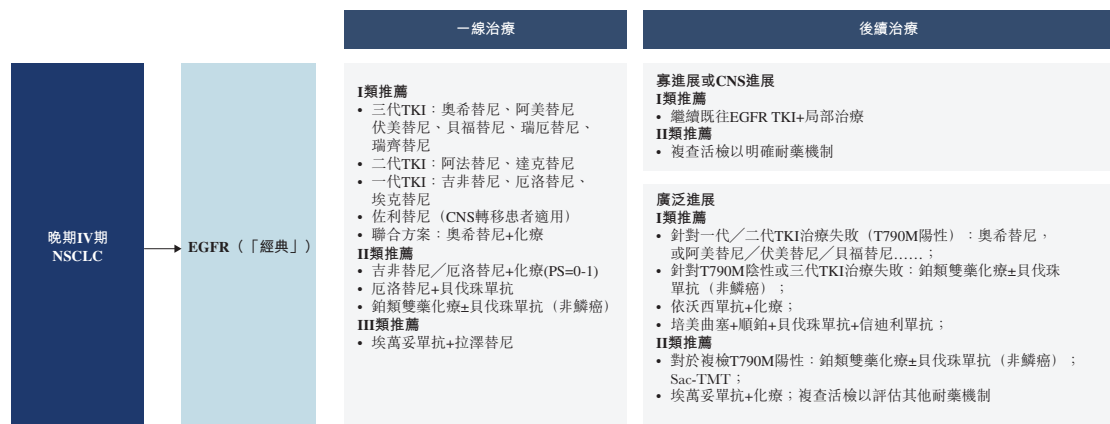 一線治療
後續治療
晚期IV期
NSCLC
EGFR（「經典」）
I類推薦
• 三代TKI：奧希替尼、阿美替尼
伏美替尼、貝福替尼、瑞厄替尼、
瑞齊替尼
• 二代TKI：阿法替尼、達克替尼
• 一代TKI：吉非替尼、厄洛替尼、
埃克替尼
• 佐利替尼（CNS轉移患者適用）
• 聯合方案：奧希替尼+化療
II類推薦
• 吉非替尼╱厄洛替尼+化療(PS=0-1)
• 厄洛替尼+貝伐珠單抗
• 鉑類雙藥化療±貝伐珠單抗（非鱗癌）
III類推薦
• 埃萬妥單抗+拉澤替尼
寡進展或CNS進展
I類推薦
• 繼續既往EGFR TKI+局部治療
II類推薦
• 複查活檢以明確耐藥機制
廣泛進展
I類推薦
• 針對一代╱二代TKI治療失敗（T790M陽性）：奧希替尼，
或阿美替尼╱伏美替尼╱貝福替尼……；
• 針對T790M陰性或三代TKI治療失敗：鉑類雙藥化療±貝伐珠
單抗（非鱗癌）；
• 依沃西單抗+化療；
• 培美曲塞+順鉑+貝伐珠單抗+信迪利單抗；
II類推薦
• 對於複檢T790M陽性：鉑類雙藥化療±貝伐珠單抗（非鱗癌）；
Sac-TMT；
• 埃萬妥單抗+化療；複查活檢以評估其他耐藥機制